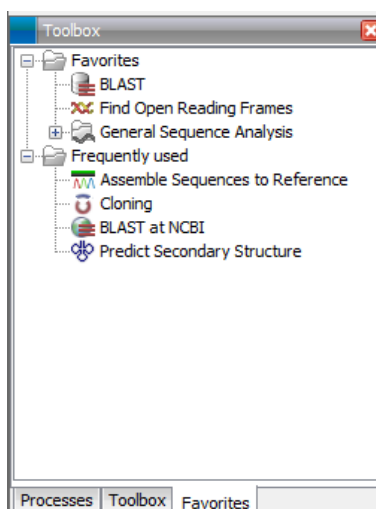 Toolbox
Favorites
BLAST
Find Open Reading Frames
General Sequence Analysis
Frequently used
Assemble Sequences to Reference
Cloning
BLAST at NCBI
Predict Secondary Structure
Processes Toolbox Favorites